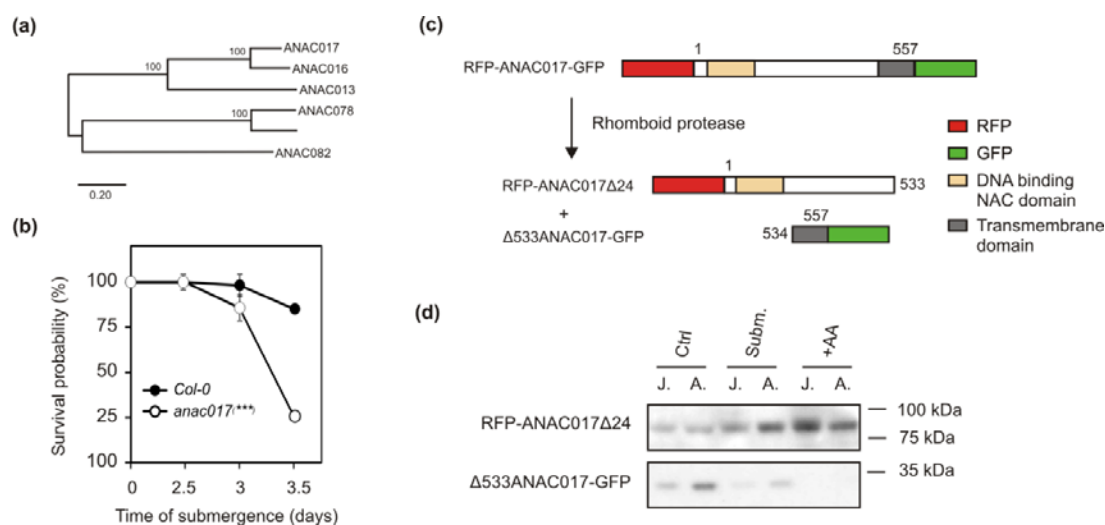 (a)
100
ANAC017
ANAC016
100
ANAC013
ANAC078
100
ANAC082
0.20
(b)
Survival probability (%)
100
75
50
25
100
Col-0
anac017(***)
0
2.5
3
3.5
Time of submergence (days)
(c)
1
557
RFP-ANAC017-GFP
Rhomboid protease
1
RFP-ANAC017Δ24
533
+
557
534
Δ533ANAC017-GFP
RFP
GFP
DNA binding
NAC domain
Transmembrane
domain
(d)
Ctrl
Subm.
+AA
J. A. J. A. J. A.
RFP-ANAC017Δ24
100 kDa
75 kDa
Δ533ANAC017-GFP
35 kDa